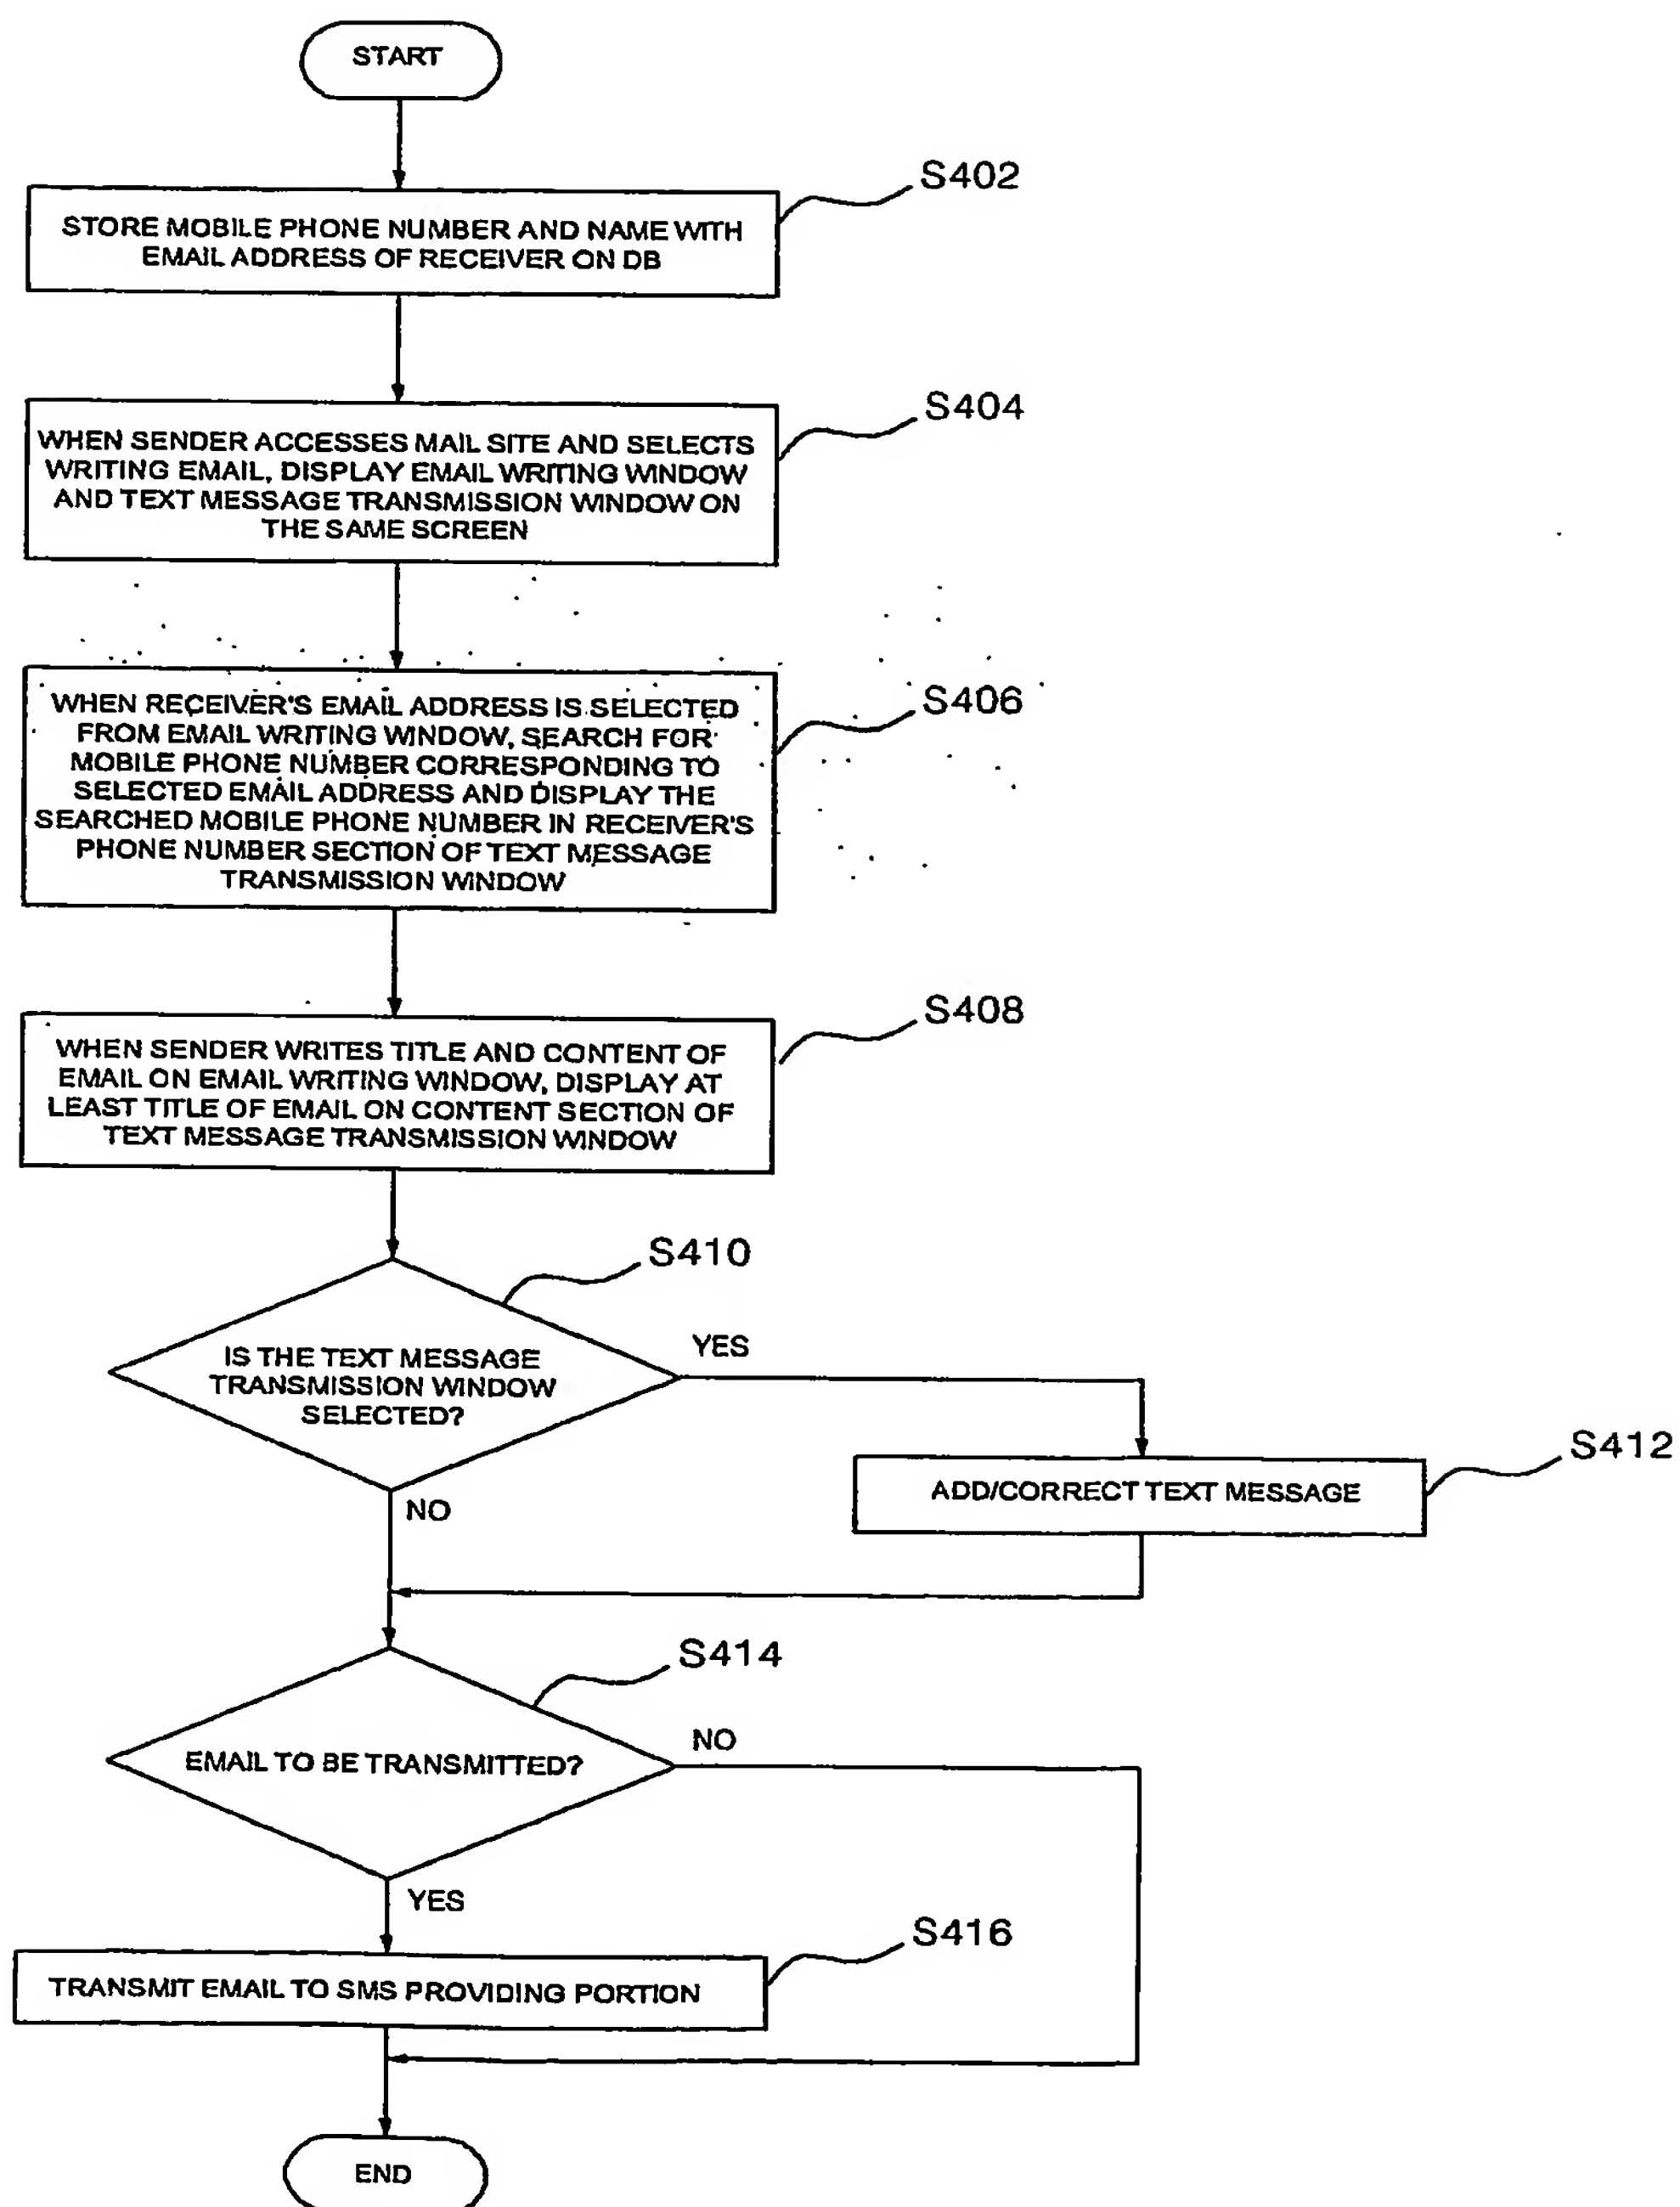 START
S402
STORE MOBILE PHONE NUMBER AND NAME WITH
EMAIL ADDRESS OF RECEIVER ON DB
S404
WHEN SENDER ACCESSES MAIL SITE AND SELECTS
WRITING EMAIL, DISPLAY EMAIL WRITING WINDOW
AND TEXT MESSAGE TRANSMISSION WINDOW ON
THE SAME SCREEN
S406
WHEN RECEIVER'S EMAIL ADDRESS IS SELECTED
FROM EMAIL WRITING WINDOW, SEARCH FOR
MOBILE PHONE NUMBER CORRESPONDING TO
SELECTED EMAIL ADDRESS AND DISPLAY THE
SEARCHED MOBILE PHONE NUMBER IN RECEIVER'S
PHONE NUMBER SECTION OF TEXT MESSAGE
TRANSMISSION WINDOW
S408
WHEN SENDER WRITES TITLE AND CONTENT OF
EMAIL ON EMAIL WRITING WINDOW, DISPLAY AT
LEAST TITLE OF EMAIL ON CONTENT SECTION OF
TEXT MESSAGE TRANSMISSION WINDOW
S410
IS THE TEXT MESSAGE
TRANSMISSION WINDOW
SELECTED?
YES
NO
S412
ADD/CORRECT TEXT MESSAGE
S414
EMAIL TO BE TRANSMITTED?
NO
YES
S416
TRANSMIT EMAIL TO SMS PROVIDING PORTION
END